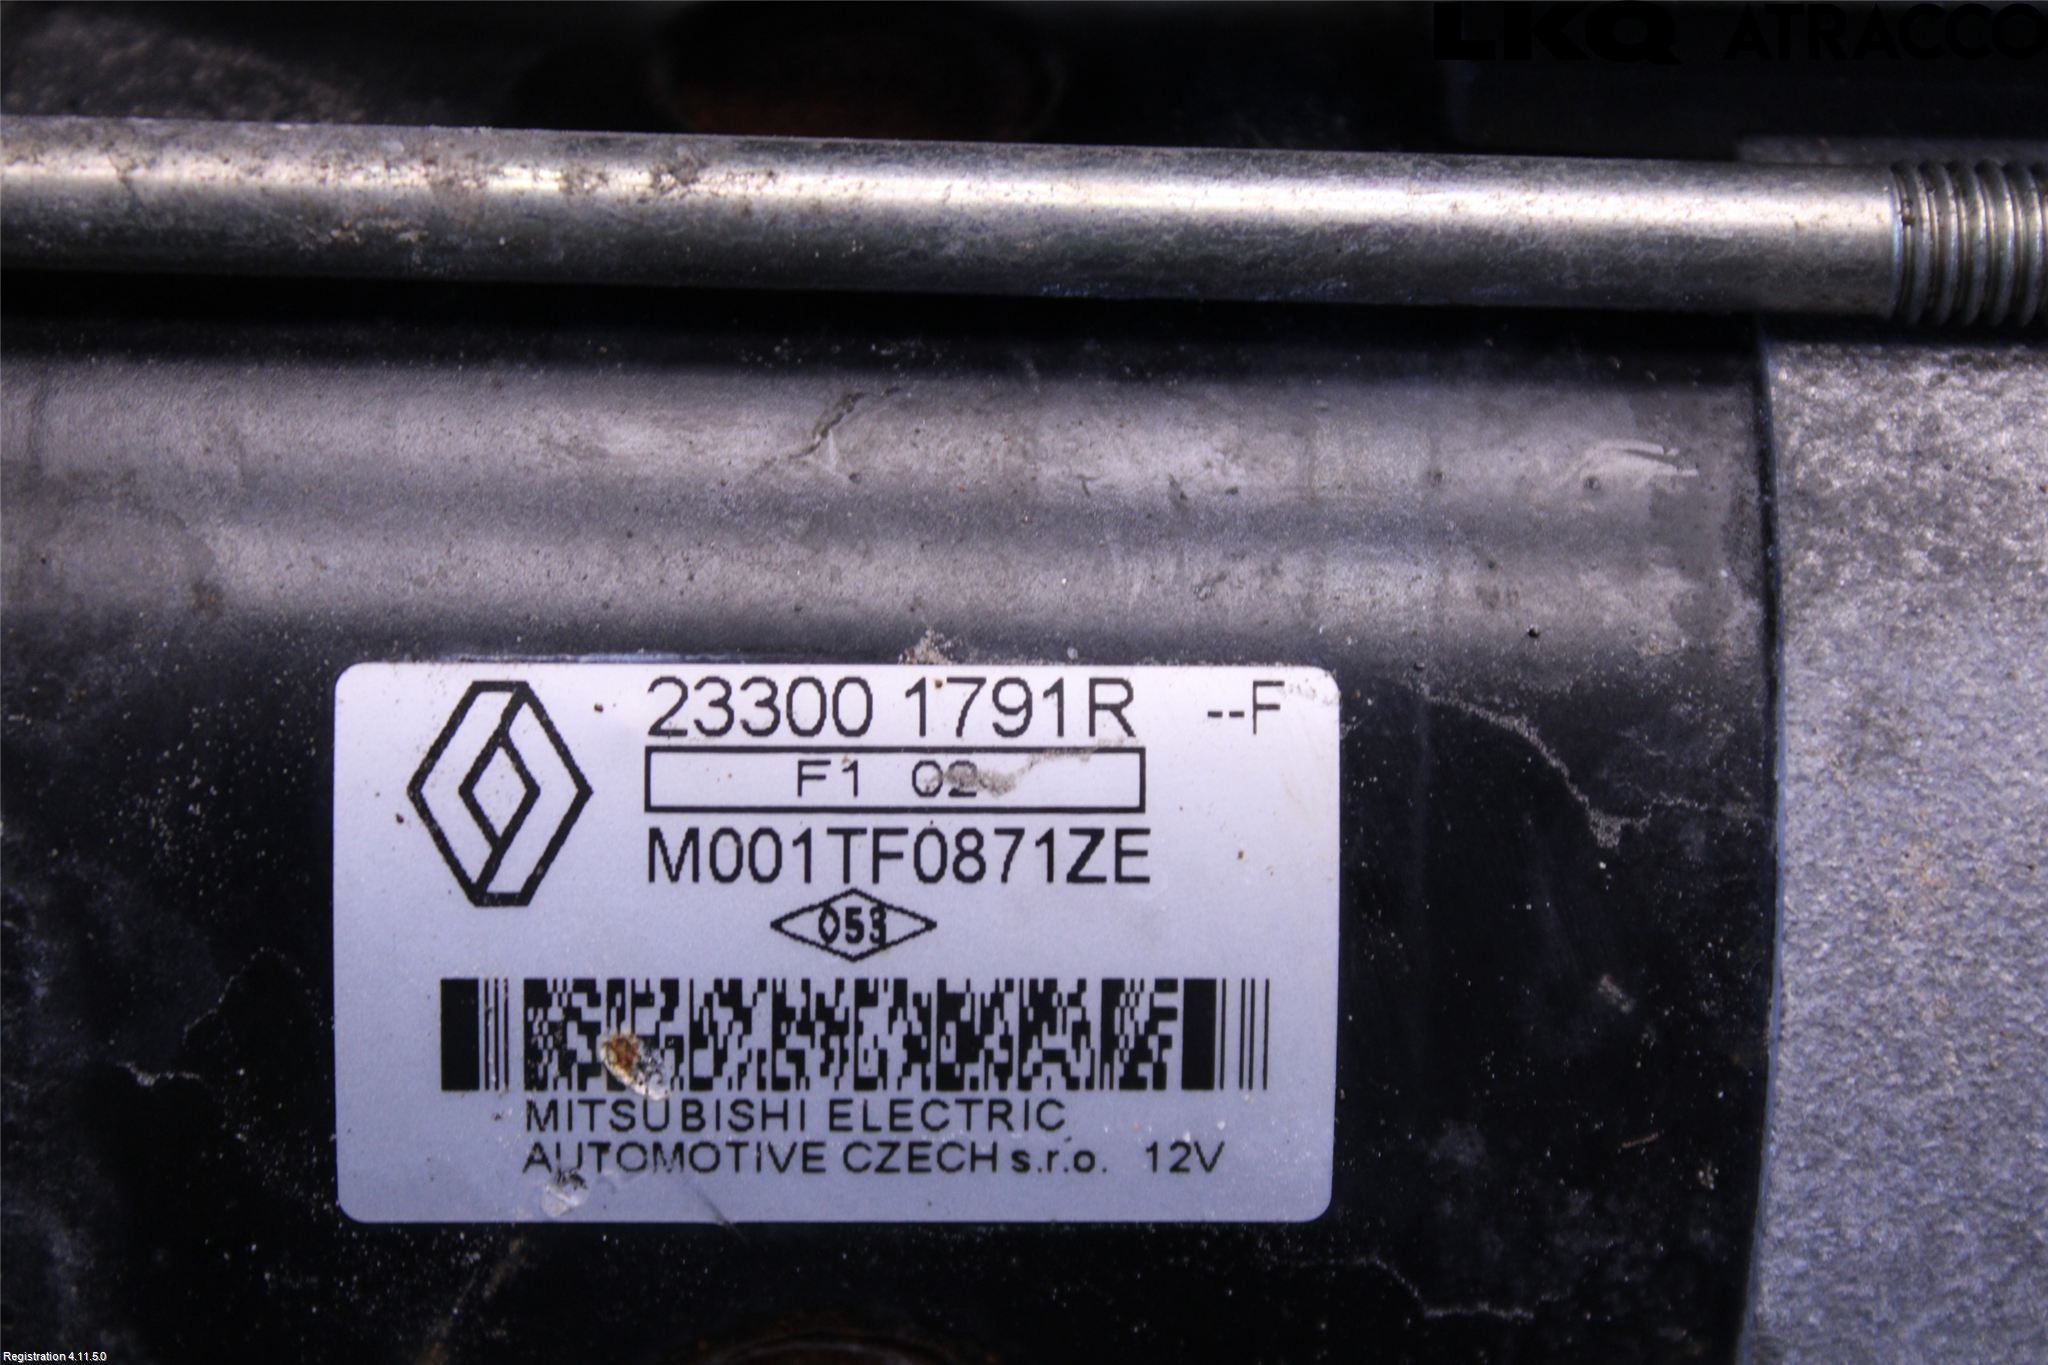 LKQ ATRACCO
23300 1791R --F
F1 02
M001TF0871ZE
053
MITSUBISHI ELECTRIC
AUTOMOTIVE CZECH s.r.o. 12V
Registration 4.11.5.0